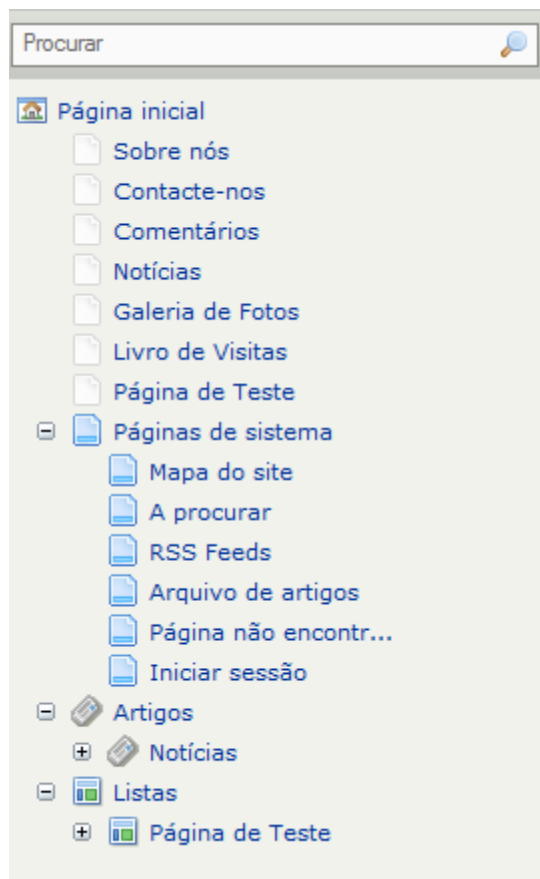 Procurar
Página inicial
Sobre nós
Contacte-nos
Comentários
Notícias
Galeria de Fotos
Livro de Visitas
Página de Teste
Páginas de sistema
Mapa do site
A procurar
RSS Feeds
Arquivo de artigos
Página não encontr...
Iniciar sessão
Artigos
Notícias
Listas
Página de Teste